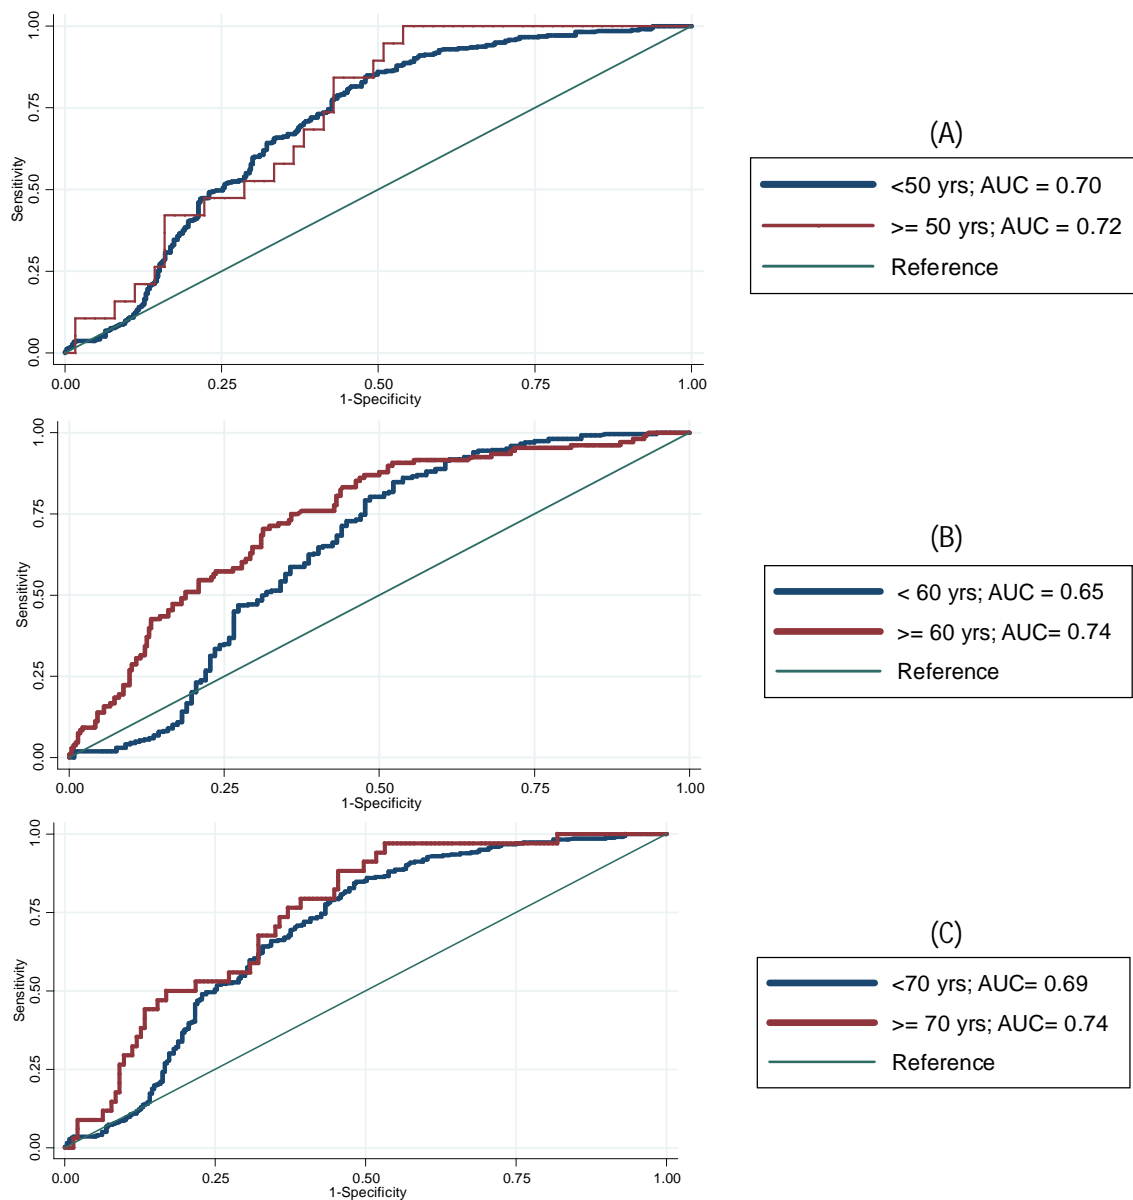 1.00
0.75
0.50
0.25
0.00
Sensitivity
0.00 0.25 0.50 0.75 1.00
1-Specificity
(A)
<50 yrs; AUC = 0.70
>= 50 yrs; AUC = 0.72
Reference
1.00
0.75
0.50
0.25
0.00
Sensitivity
0.00 0.25 0.50 0.75 1.00
1-Specificity
(B)
< 60 yrs; AUC = 0.65
>= 60 yrs; AUC= 0.74
Reference
1.00
0.75
0.50
0.25
0.00
Sensitivity
0.00 0.25 0.50 0.75 1.00
1-Specificity
(C)
<70 yrs; AUC= 0.69
>= 70 yrs; AUC= 0.74
Reference